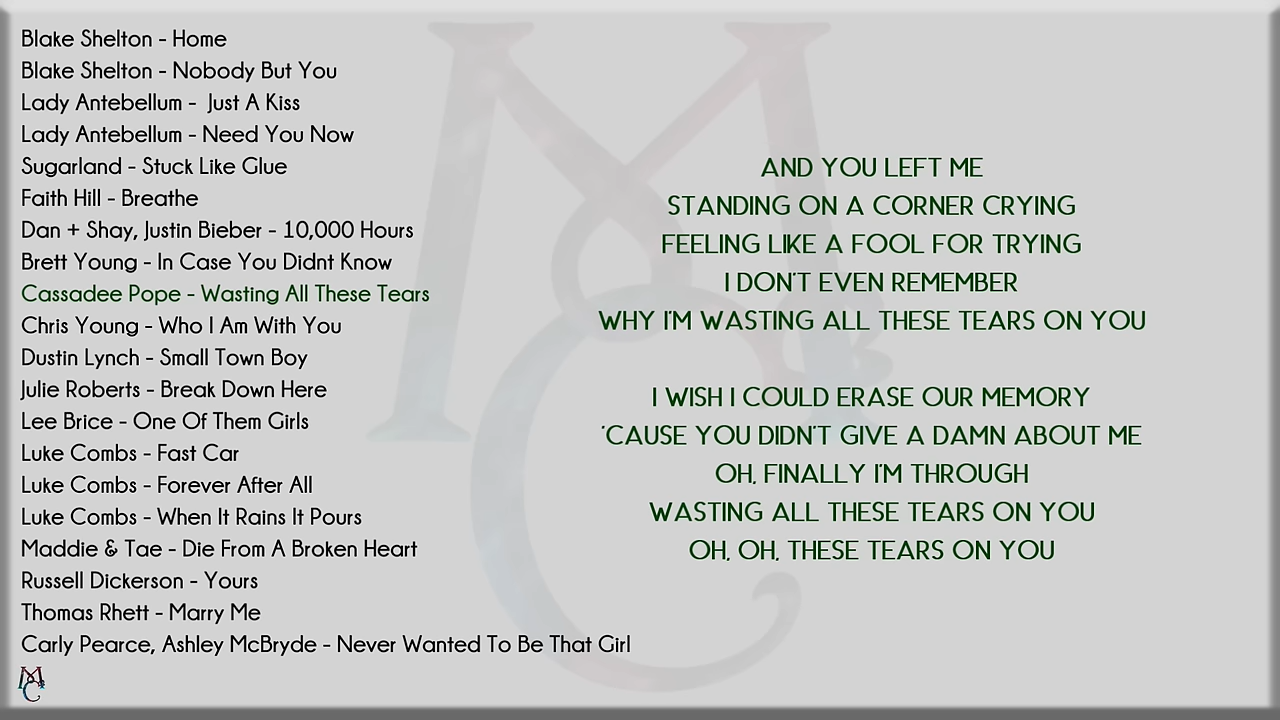 Blake Shelton - Home
Blake Shelton - Nobody But You
Lady Antebellum -  Just A Kiss
Lady Antebellum - Need You Now
Sugarland - Stuck Like Glue
Faith Hill - Breathe
Dan + Shay, Justin Bieber - 10,000 Hours
Brett Young - In Case You Didnt Know
Cassadee Pope - Wasting All These Tears
Chris Young - Who I Am With You
Dustin Lynch - Small Town Boy
Julie Roberts - Break Down Here
Lee Brice - One Of Them Girls
Luke Combs - Fast Car
Luke Combs - Forever After All
Luke Combs - When It Rains It Pours
Maddie & Tae - Die From A Broken Heart
Russell Dickerson - Yours
Thomas Rhett - Marry Me
Carly Pearce, Ashley McBryde - Never Wanted To Be That Girl
AND YOU LEFT ME
STANDING ON A CORNER CRYING
FEELING LIKE A FOOL FOR TRYING
I DON'T EVEN REMEMBER
WHY I'M WASTING ALL THESE TEARS ON YOU
I WISH I COULD ERASE OUR MEMORY
'CAUSE YOU DIDN'T GIVE A DAMN ABOUT ME
OH, FINALLY I'M THROUGH
WASTING ALL THESE TEARS ON YOU
OH, OH, THESE TEARS ON YOU